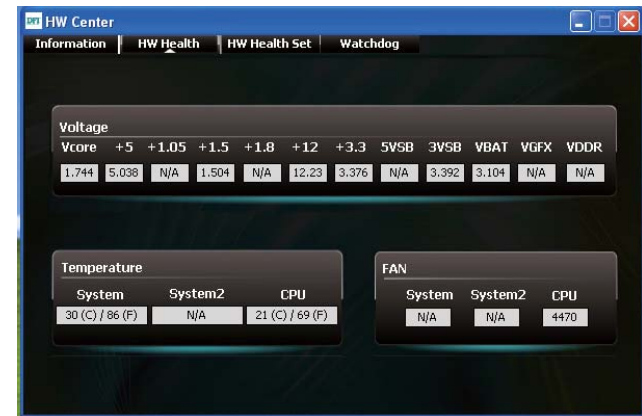 DFI HW Center
Information HW Health HW Health Set Watchdog
Voltage
Vcore +5 +1.05 +1.5 +1.8 +12 +3.3 5VSB 3VSB VBAT VGFX VDDR
1.744 5.038 N/A 1.504 N/A 12.23 3.376 N/A 3.392 3.104 N/A N/A
Temperature
System System2 CPU
30 (C) / 86 (F) N/A 21 (C) / 69 (F)
FAN
System System2 CPU
N/A N/A 4470